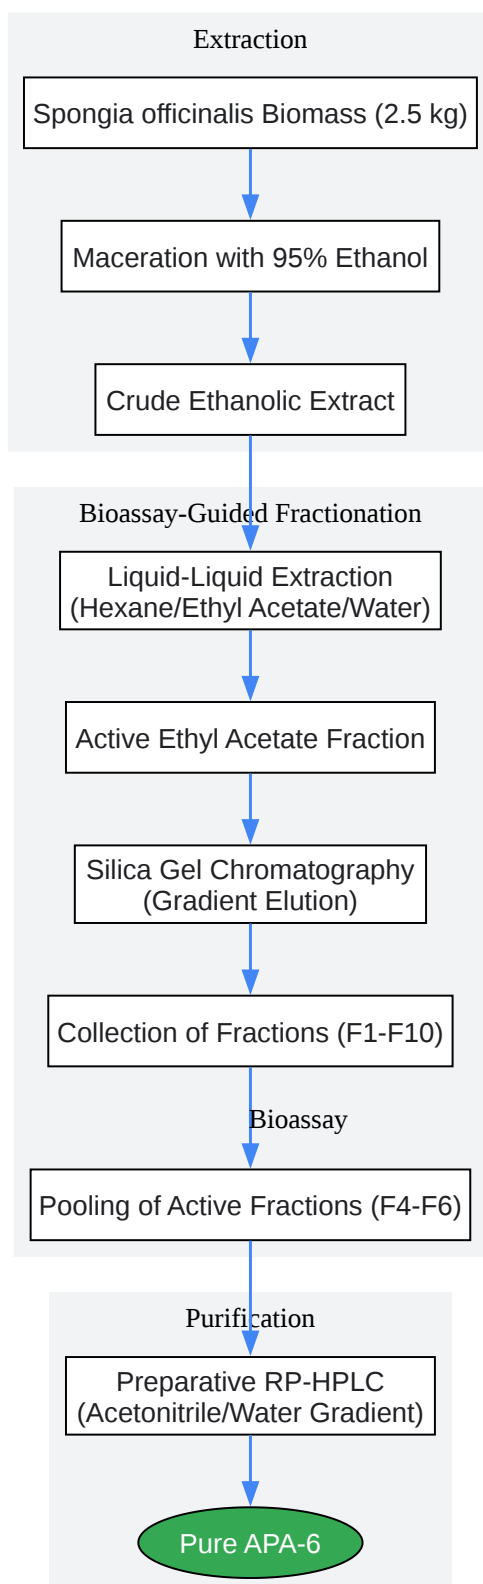 Extraction
Spongia officinalis Biomass (2.5 kg)
Maceration with 95% Ethanol
Crude Ethanolic Extract
Bioassay-Guided Fractionation
Liquid-Liquid Extraction
(Hexane/Ethyl Acetate/Water)
Active Ethyl Acetate Fraction
Silica Gel Chromatography
(Gradient Elution)
Collection of Fractions (F1-F10)
Bioassay
Pooling of Active Fractions (F4-F6)
Purification
Preparative RP-HPLC
(Acetonitrile/Water Gradient)
Pure APA-6